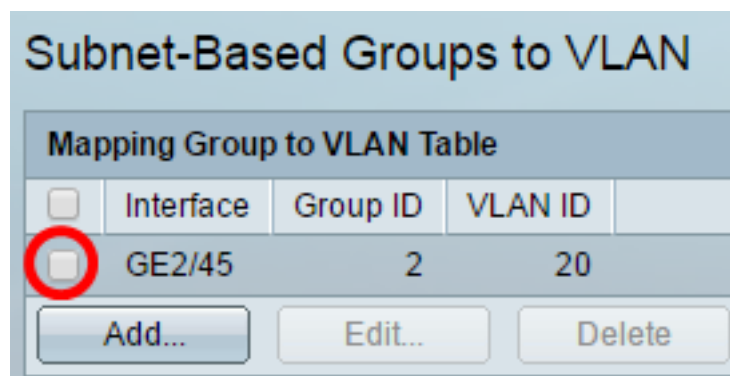 Subnet-Based Groups to VLAN
Mapping Group to VLAN Table
Interface Group ID VLAN ID
GE2/45 2 20
Add... Edit... Delete